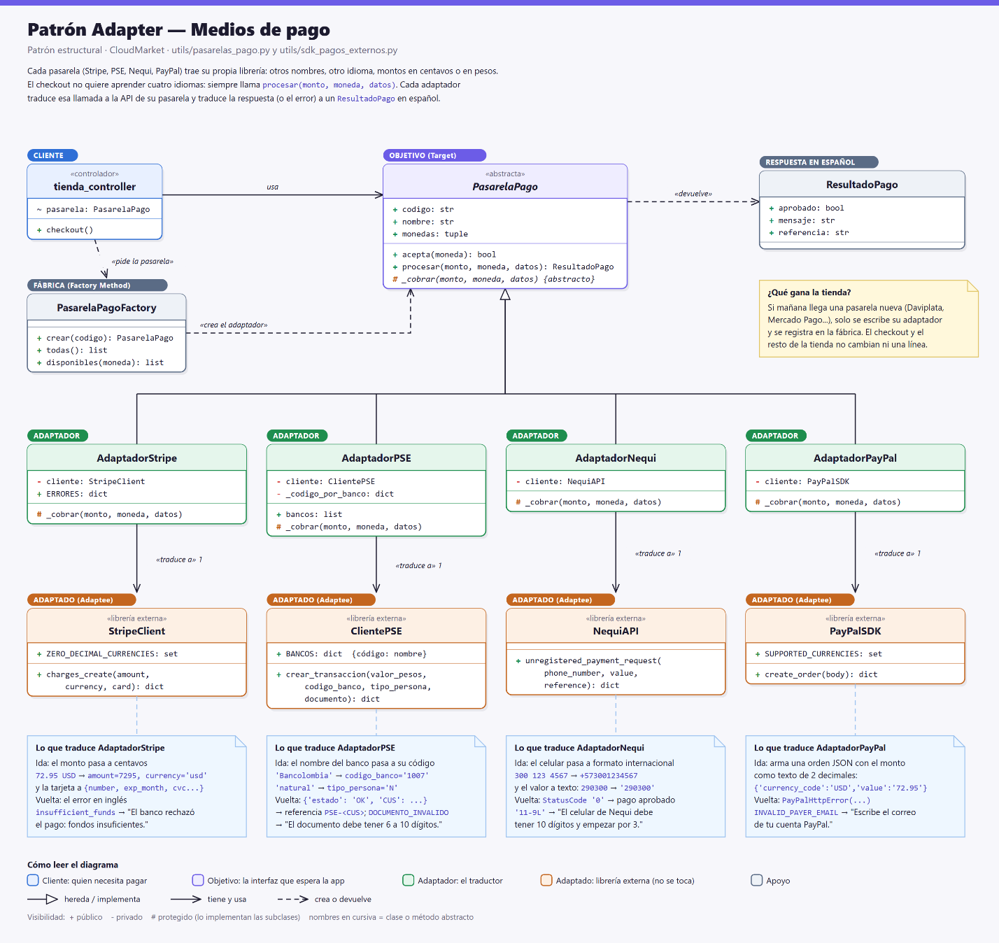 Patrón Adapter — Medios de pago
Patrón estructural · CloudMarket · utils/pasarelas_pago.py y utils/sdk_pagos_externos.py
Cada pasarela (Stripe, PSE, Nequi, PayPal) trae su propia librería: otros nombres, otro idioma, montos en centavos o en pesos.
El checkout no quiere aprender cuatro idiomas: siempre llama procesar(monto, moneda, datos). Cada adaptador
traduce esa llamada a la API de su pasarela y traduce la respuesta (o el error) a un ResultadoPago en español.
CLIENTE
«controlador»
tienda_controller
~ pasarela: PasarelaPago
+ checkout()
usa
OBJETIVO (Target)
«abstracta»
PasarelaPago
+ codigo: str
+ nombre: str
+ monedas: tuple
+ acepta(moneda): bool
+ procesar(monto, moneda, datos): ResultadoPago
# _cobrar(monto, moneda, datos) {abstracto}
«devuelve»
RESPUESTA EN ESPAÑOL
ResultadoPago
+ aprobado: bool
+ mensaje: str
+ referencia: str
«pide la pasarela»
FÁBRICA (Factory Method)
PasarelaPagoFactory
+ crear(codigo): PasarelaPago
+ todas(): list
+ disponibles(moneda): list
«crea el adaptador»
¿Qué gana la tienda?
Si mañana llega una pasarela nueva (Daviplata,
Mercado Pago...), solo se escribe su adaptador
y se registra en la fábrica. El checkout y el
resto de la tienda no cambian ni una línea.
ADAPTADOR
AdaptadorStripe
- cliente: StripeClient
+ ERRORES: dict
# _cobrar(monto, moneda, datos)
ADAPTADOR
AdaptadorPSE
- cliente: ClientePSE
- _codigo_por_banco: dict
+ bancos: list
# _cobrar(monto, moneda, datos)
ADAPTADOR
AdaptadorNequi
- cliente: NequiAPI
# _cobrar(monto, moneda, datos)
ADAPTADOR
AdaptadorPayPal
- cliente: PayPalSDK
# _cobrar(monto, moneda, datos)
«traduce a» 1
«traduce a» 1
«traduce a» 1
«traduce a» 1
ADAPTADO (Adaptee)
«librería externa»
StripeClient
+ ZERO_DECIMAL_CURRENCIES: set
+ charges_create(amount,
currency, card): dict
ADAPTADO (Adaptee)
«librería externa»
ClientePSE
+ BANCOS: dict {código: nombre}
+ crear_transaccion(valor_pesos,
codigo_banco, tipo_persona,
documento): dict
ADAPTADO (Adaptee)
«librería externa»
NequiAPI
+ unregistered_payment_request(
phone_number, value,
reference): dict
ADAPTADO (Adaptee)
«librería externa»
PayPalSDK
+ SUPPORTED_CURRENCIES: set
+ create_order(body): dict
Lo que traduce AdaptadorStripe
Ida: el monto pasa a centavos
72.95 USD → amount=7295, currency='usd'
y la tarjeta a {number, exp_month, cvc...}
Vuelta: el error en inglés
insufficient_funds → "El banco rechazó
el pago: fondos insuficientes."
Lo que traduce AdaptadorPSE
Ida: el nombre del banco pasa a su código
'Bancolombia' → codigo_banco='1007'
'natural' → tipo_persona='N'
Vuelta: {'estado': 'OK', 'CUS': ...}
→ referencia PSE-<CUS>; DOCUMENTO_INVALIDO
→ "El documento debe tener 6 a 10 dígitos."
Lo que traduce AdaptadorNequi
Ida: el celular pasa a formato internacional
300 123 4567 → +573001234567
y el valor a texto: 290300 → '290300'
Vuelta: StatusCode '0' → pago aprobado
'11-9L' → "El celular de Nequi debe
tener 10 dígitos y empezar por 3."
Lo que traduce AdaptadorPayPal
Ida: arma una orden JSON con el monto
como texto de 2 decimales:
{'currency_code':'USD','value':'72.95'}
Vuelta: PayPalHttpError(...)
INVALID_PAYER_EMAIL → "Escribe el correo
de tu cuenta PayPal."
Cómo leer el diagrama
Cliente: quien necesita pagar
Objetivo: la interfaz que espera la app
Adaptador: el traductor
Adaptado: librería externa (no se toca)
Apoyo
hereda / implementa
tiene y usa
crea o devuelve
Visibilidad: + público - privado # protegido (lo implementan las subclases) nombres en cursiva = clase o método abstracto